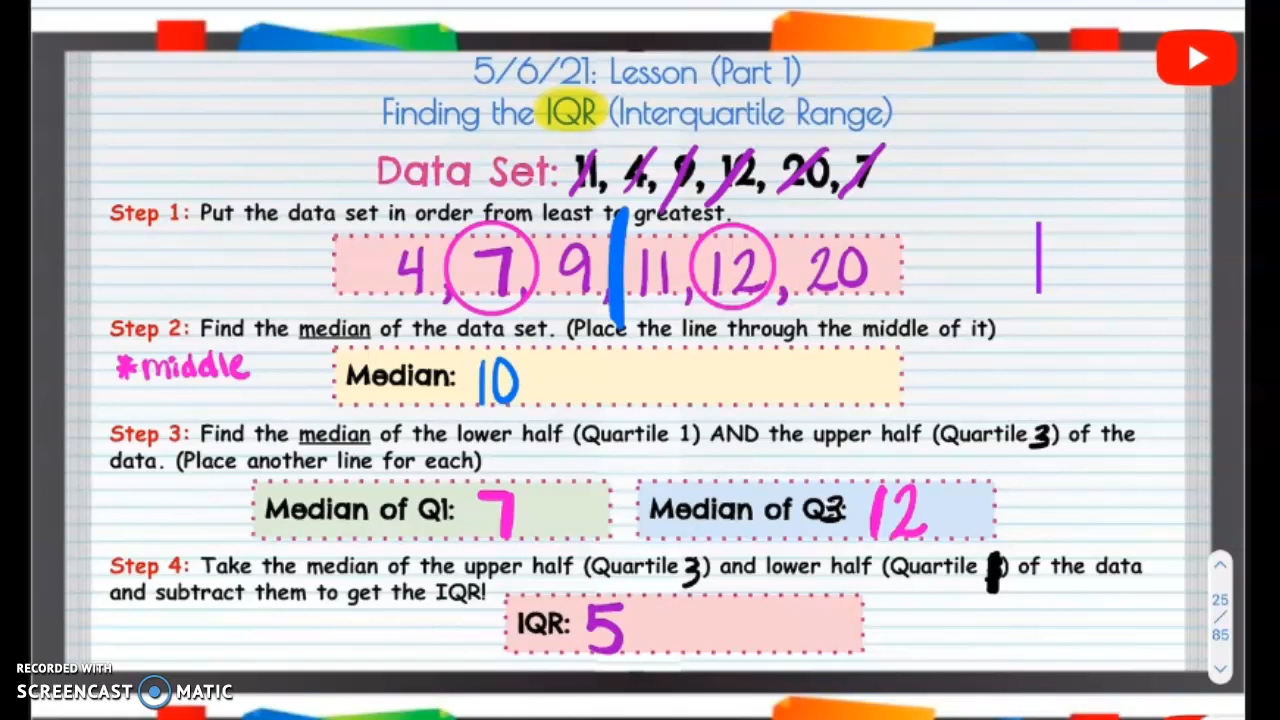 5/6/21: Lesson (Part 1)
Finding the IQR (Interquartile Range)
Data Set: 11, 4, 9, 12, 20, 7
Step 1: Put the data set in order from least to greatest.
4, 7, 9, 11, 12, 20
Step 2: Find the median of the data set. (Place the line through the middle of it)
*middle
Median: 10
Step 3: Find the median of the lower half (Quartile 1) AND the upper half (Quartile 3) of the
data. (Place another line for each)
Median of Q1: 7
Median of Q3: 12
Step 4: Take the median of the upper half (Quartile 3) and lower half (Quartile ) of the data
and subtract them to get the IQR!
IQR: 5
25
/
85
RECORDED WITH
SCREENCAST MATIC